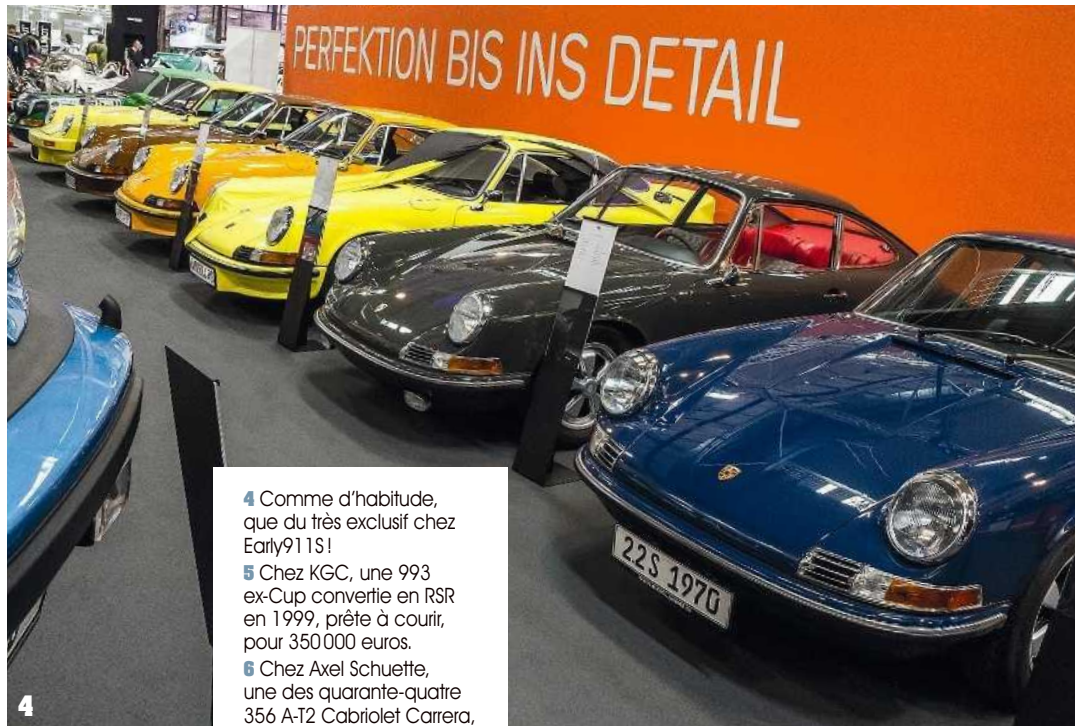 PERFEKTION BIS INS DETAIL
2.2 S 1970
4 Comme d'habitude,
que du très exclusif chez
Early911S !
5 Chez KGC, une 993
ex-Cup convertie en RSR
en 1999, prête à courir,
pour 350 000 euros.
6 Chez Axel Schuette,
une des quarante-quatre
356 A-T2 Cabriolet Carrera,
4